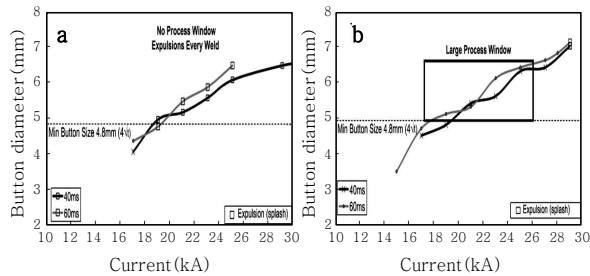 a
No Process Window
Expulsions Every Weld
Button diameter (mm)
8
7
6
5
4
3
2
Min Button Size 4.8mm (4√t)
40ms
60ms
Expulsion (splash)
10 12 14 16 18 20 22 24 26 28 30
Current (kA)
b
Large Process Window
Button diameter (mm)
8
7
6
5
4
3
2
Min Button Size 4.8mm (4√t)
40ms
60ms
Expulsion (splash)
10 12 14 16 18 20 22 24 26 28 30
Current (kA)